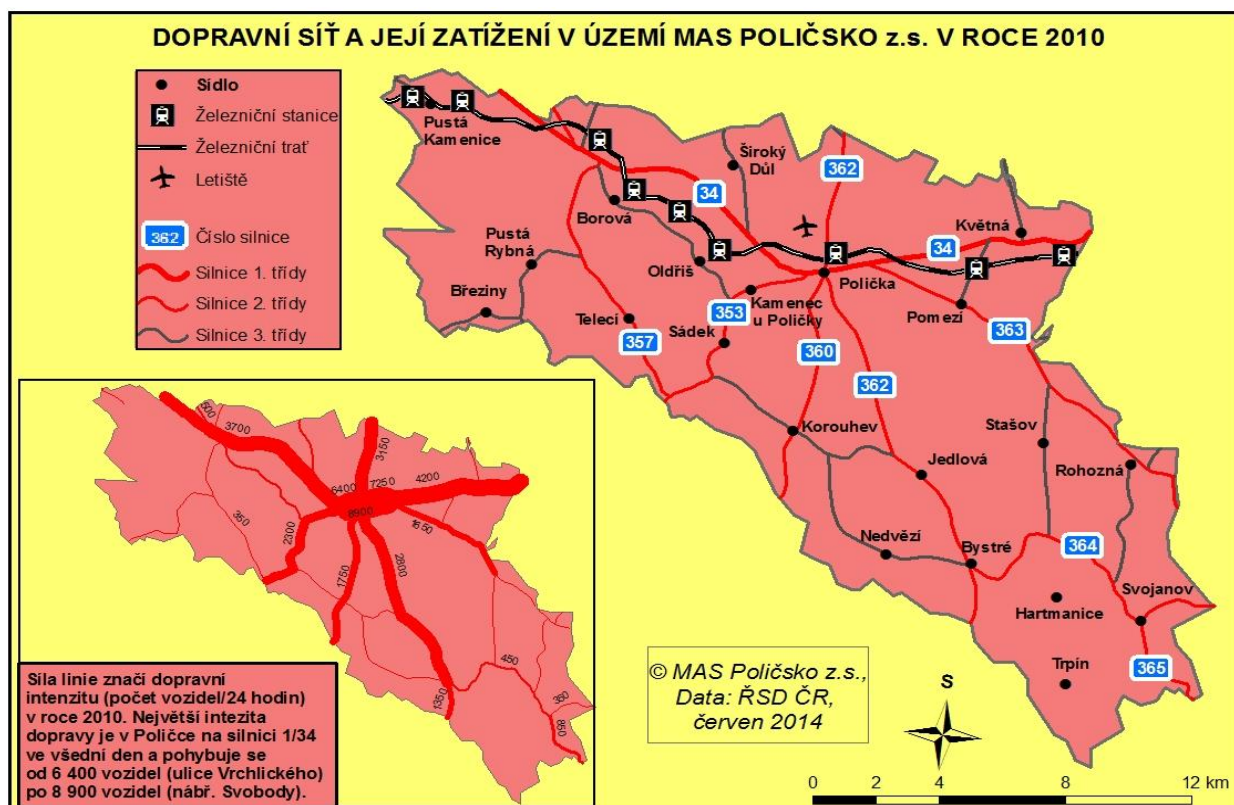 DOPRAVNÍ SÍŤ A JEJÍ ZATÍŽENÍ V ÚZEMÍ MAS POLIČSKO z.s. V ROCE 2010
Sídlo
Železniční stanice
Železniční trať
Letiště
362 Číslo silnice
Silnice 1. třídy
Silnice 2. třídy
Silnice 3. třídy
Pustá
Kamenice
Široký
Důl
362
34
Borová
Květná
Pustá
Rybná
34
Oldřiš
Polička
Březiny
Kamenec
u Poličky
353
Pomezí
Telecí
Sádek
363
357
360
362
Korouhev
Stašov
Rohozná
Jedlová
Nedvězí
Bystré
364
Svojanov
Hartmanice
Trpín
365
500
3700
3150
6400
7250
4200
8900
1650
350
2300
1750
2800
450
1350
350
850
Síla linie značí dopravní
intenzitu (počet vozidel/24 hodin)
v roce 2010. Největší intezita
dopravy je v Poličce na silnici 1/34
ve všední den a pohybuje se
od 6 400 vozidel (ulice Vrchlického)
po 8 900 vozidel (nábř. Svobody).
© MAS Poličsko z.s.,
Data: ŘSD ČR,
červen 2014
S
0 2 4 8 12 km